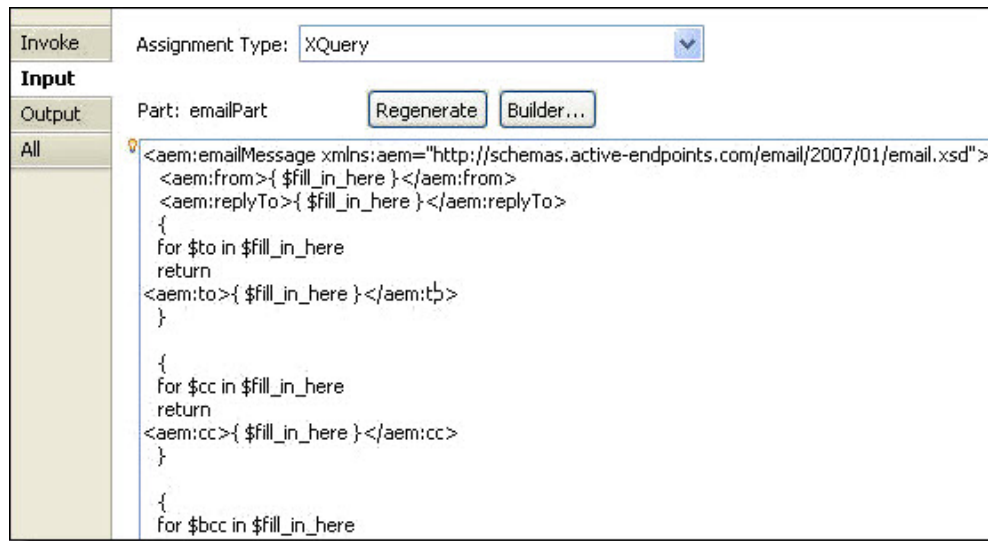 Invoke
Input
Output
All
Assignment Type: XQuery
Part: emailPart Regenerate Builder...
<aem:emailMessage xmlns:aem="http://schemas.active-endpoints.com/email/2007/01/email.xsd">
<aem:from>{ $fill_in_here }</aem:from>
<aem:replyTo>{ $fill_in_here }</aem:replyTo>
{
for $to in $fill_in_here
return
<aem:to>{ $fill_in_here }</aem:to>
}
{
for $cc in $fill_in_here
return
<aem:cc>{ $fill_in_here }</aem:cc>
}
{
for $bcc in $fill_in_here